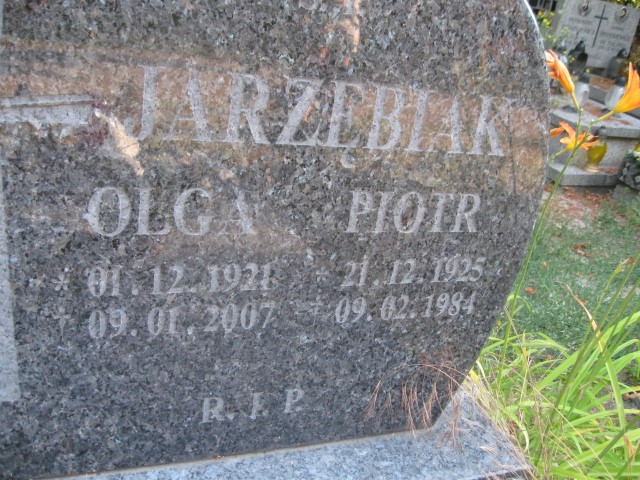 JARZĘBIAK
OLGA PIOTR
* 01.12.1921 * 21.12.1925
† 09.01.2007 † 09.02.1984
R.I.P.